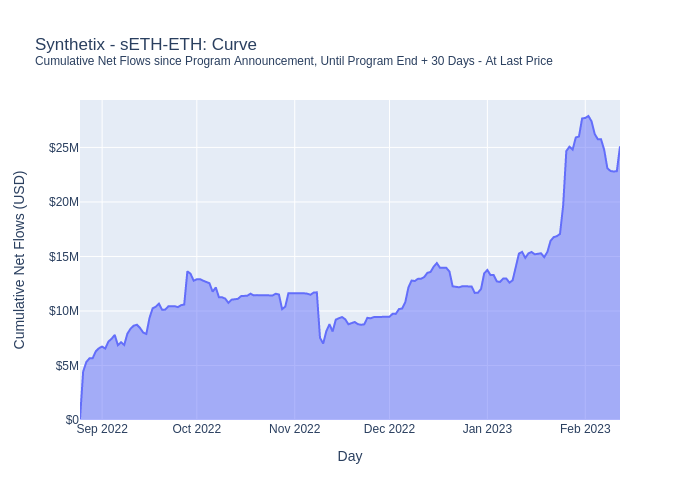 Synthetix - sETH-ETH: Curve
Cumulative Net Flows since Program Announcement, Until Program End + 30 Days - At Last Price
Cumulative Net Flows (USD)
$25M
$20M
$15M
$10M
$5M
$0
Sep 2022
Oct 2022
Nov 2022
Dec 2022
Jan 2023
Feb 2023
Day